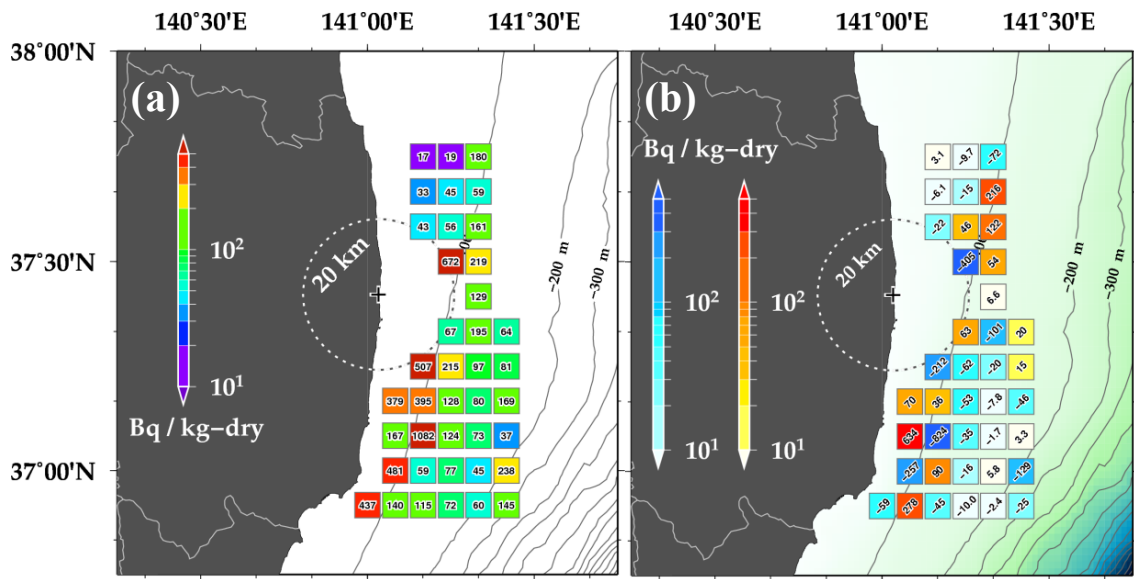 140˚30'E 141˚00'E 141˚30'E 140˚30'E 141˚00'E 141˚30'E
38˚00'N
37˚30'N
37˚00'N
(a)
10²
10¹
Bq / kg–dry
20 km
17 19 180
33 45 59
43 56 161
672 219
129
67 195 64
507 215 97 81
379 395 128 80 169
167 1082 124 73 37
481 59 77 45 238
437 140 115 72 60 145
−200 m
−300 m
(b)
Bq / kg–dry
10² 10²
10¹ 10¹
20 km
3.1 −9.7 −72
−6.1 −15 216
−22 46 122
−405 54
6.6
63 −101 20
−212 −62 −20 15
70 36 −53 −7.8 −46
634 −824 −35 −1.7 3.3
−257 90 −16 5.8 −129
−59 278 −45 −10.0 −2.4 −25
−200 m
−300 m